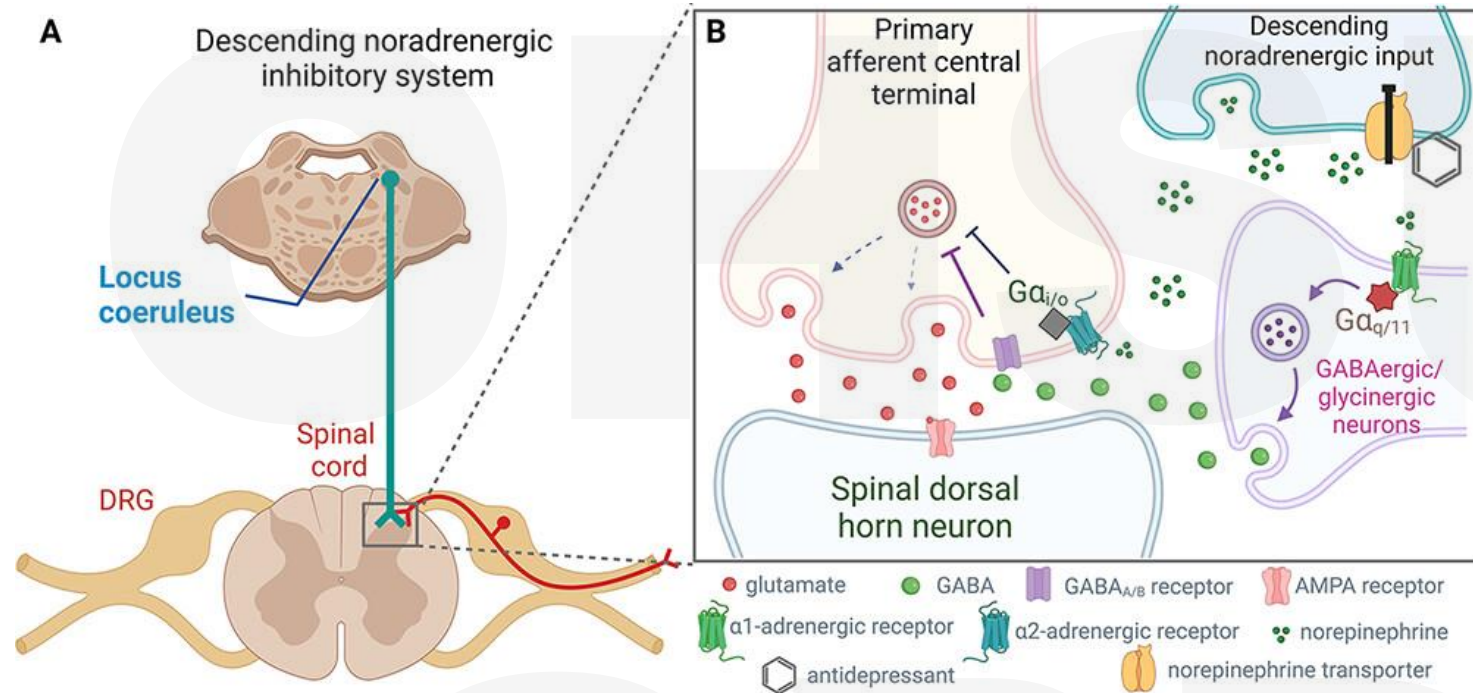 A
Descending noradrenergic
inhibitory system
Locus
coeruleus
Spinal
cord
DRG
B
Primary
afferent central
terminal
Descending
noradrenergic input
Gαi/o
Gαq/11
GABAergic/
glycinergic
neurons
Spinal dorsal
horn neuron
glutamate
GABA
GABAA/B receptor
AMPA receptor
α1-adrenergic receptor
α2-adrenergic receptor
norepinephrine
antidepressant
norepinephrine transporter